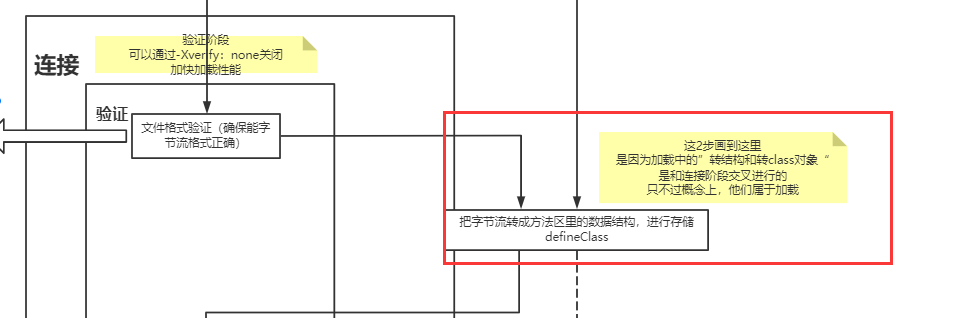 验证阶段
可以通过-Xverify：none关闭
加快加载性能
连接
验证
文件格式验证（确保能字
节流格式正确）
这2步画到这里
是因为加载中的”转结构和转class对象“
是和连接阶段交叉进行的
只不过概念上，他们属于加载
把字节流转成方法区里的数据结构，进行存储
defineClass